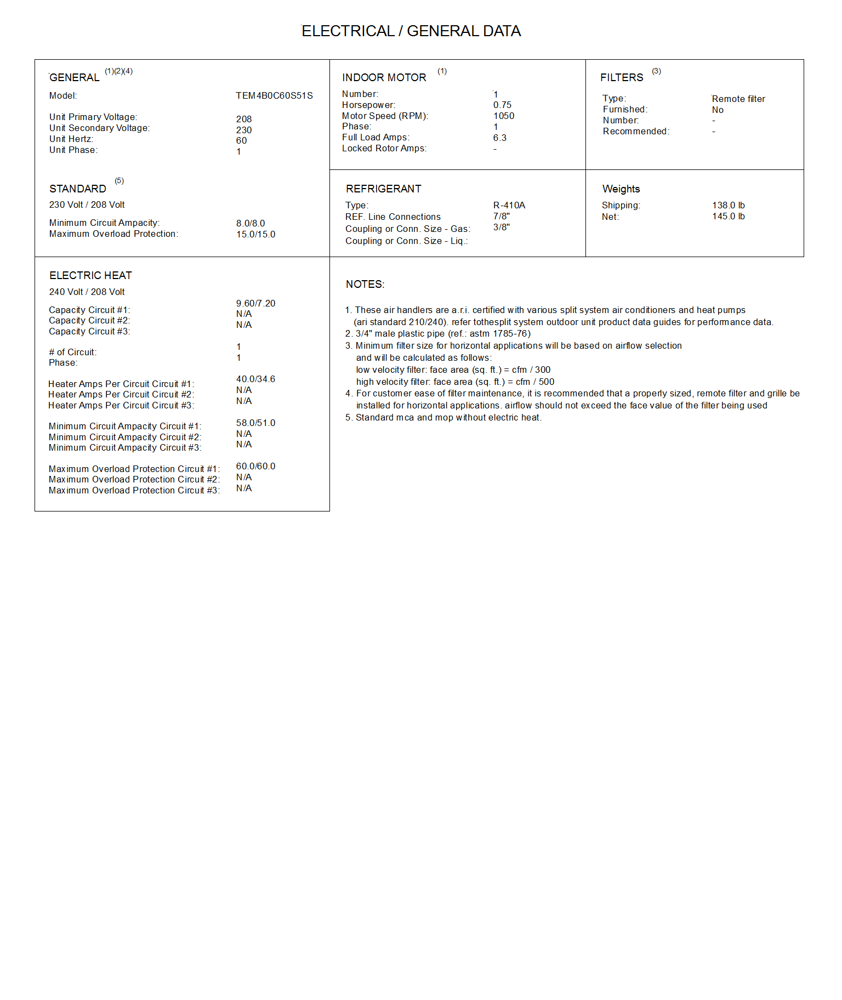 ELECTRICAL / GENERAL DATA
GENERAL (1)(2)(4)
Model: TEM4B0C60S51S
Unit Primary Voltage: 208
Unit Secondary Voltage: 230
Unit Hertz: 60
Unit Phase: 1
STANDARD (5)
230 Volt / 208 Volt
Minimum Circuit Ampacity: 8.0/8.0
Maximum Overload Protection: 15.0/15.0
INDOOR MOTOR (1)
Number: 1
Horsepower: 0.75
Motor Speed (RPM): 1050
Phase: 1
Full Load Amps: 6.3
Locked Rotor Amps: -
FILTERS (3)
Type: Remote filter
Furnished: No
Number: -
Recommended: -
REFRIGERANT
Type: R-410A
REF. Line Connections 7/8"
Coupling or Conn. Size - Gas: 3/8"
Coupling or Conn. Size - Liq.:
Weights
Shipping: 138.0 lb
Net: 145.0 lb
ELECTRIC HEAT
240 Volt / 208 Volt
Capacity Circuit #1: 9.60/7.20
Capacity Circuit #2: N/A
Capacity Circuit #3: N/A
# of Circuit: 1
Phase: 1
Heater Amps Per Circuit Circuit #1: 40.0/34.6
Heater Amps Per Circuit Circuit #2: N/A
Heater Amps Per Circuit Circuit #3: N/A
Minimum Circuit Ampacity Circuit #1: 58.0/51.0
Minimum Circuit Ampacity Circuit #2: N/A
Minimum Circuit Ampacity Circuit #3: N/A
Maximum Overload Protection Circuit #1: 60.0/60.0
Maximum Overload Protection Circuit #2: N/A
Maximum Overload Protection Circuit #3: N/A
NOTES:
1. These air handlers are a.r.i. certified with various split system air conditioners and heat pumps
(ari standard 210/240). refer tothesplit system outdoor unit product data guides for performance data.
2. 3/4" male plastic pipe (ref.: astm 1785-76)
3. Minimum filter size for horizontal applications will be based on airflow selection
and will be calculated as follows:
low velocity filter: face area (sq. ft.) = cfm / 300
high velocity filter: face area (sq. ft.) = cfm / 500
4. For customer ease of filter maintenance, it is recommended that a properly sized, remote filter and grille be
installed for horizontal applications. airflow should not exceed the face value of the filter being used
5. Standard mca and mop without electric heat.